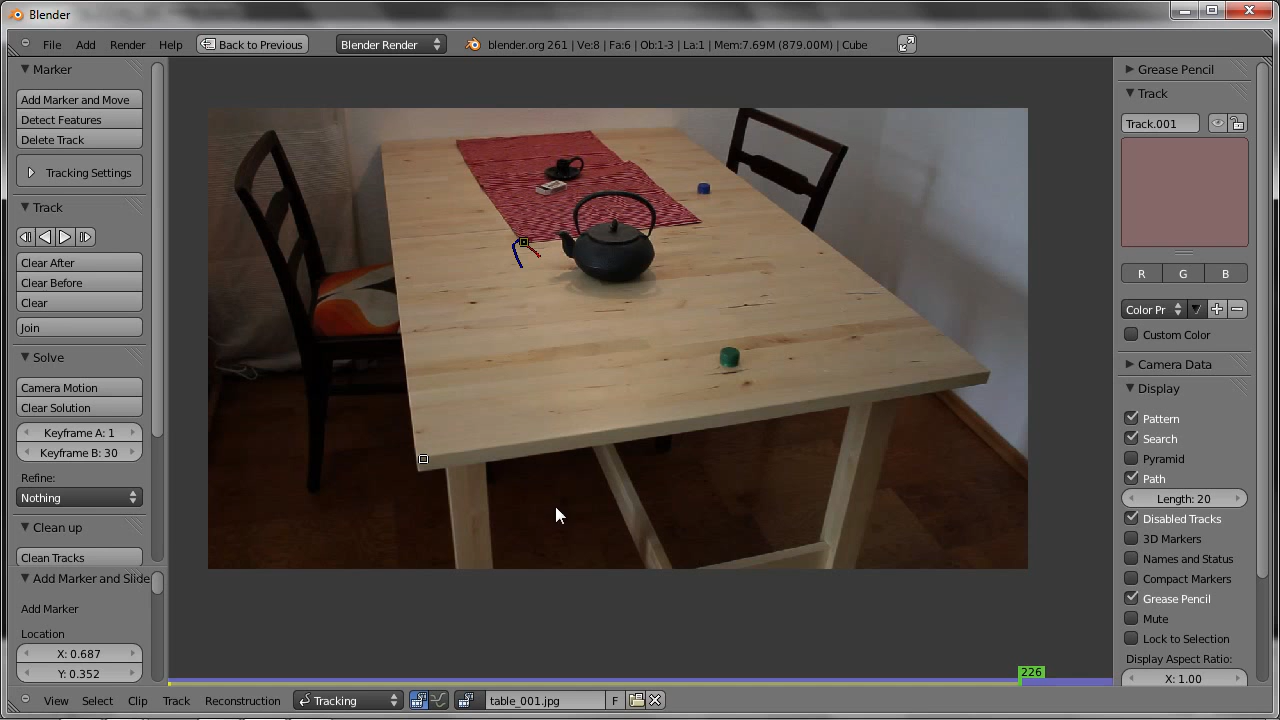 Blender
File Add Render Help Back to Previous Blender Render blender.org 261 | Ve:8 | Fa:6 | Ob:1-3 | La:1 | Mem:7.69M (879.00M) | Cube
Marker
Add Marker and Move
Detect Features
Delete Track
Tracking Settings
Track
Clear After
Clear Before
Clear
Join
Solve
Camera Motion
Clear Solution
Keyframe A: 1
Keyframe B: 30
Refine:
Nothing
Clean up
Clean Tracks
Add Marker and Slide
Add Marker
Location
X: 0.687
Y: 0.352
Grease Pencil
Track
Track.001
R G B
Color Pr
Custom Color
Camera Data
Display
Pattern
Search
Pyramid
Path
Length: 20
Disabled Tracks
3D Markers
Names and Status
Compact Markers
Grease Pencil
Mute
Lock to Selection
Display Aspect Ratio:
X: 1.00
226
View Select Clip Track Reconstruction Tracking table_001.jpg F